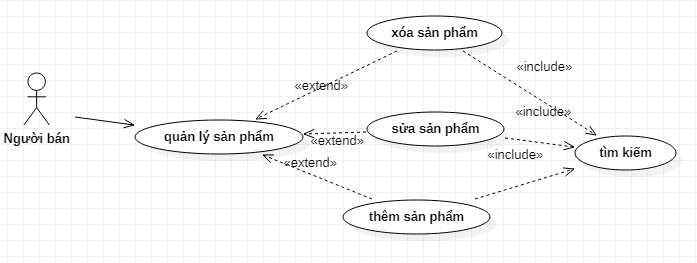 xóa sản phẩm
«include»
«extend»
Người bán
quản lý sản phẩm
«include»
sửa sản phẩm
«extend»
«include»
tìm kiếm
«extend»
thêm sản phẩm